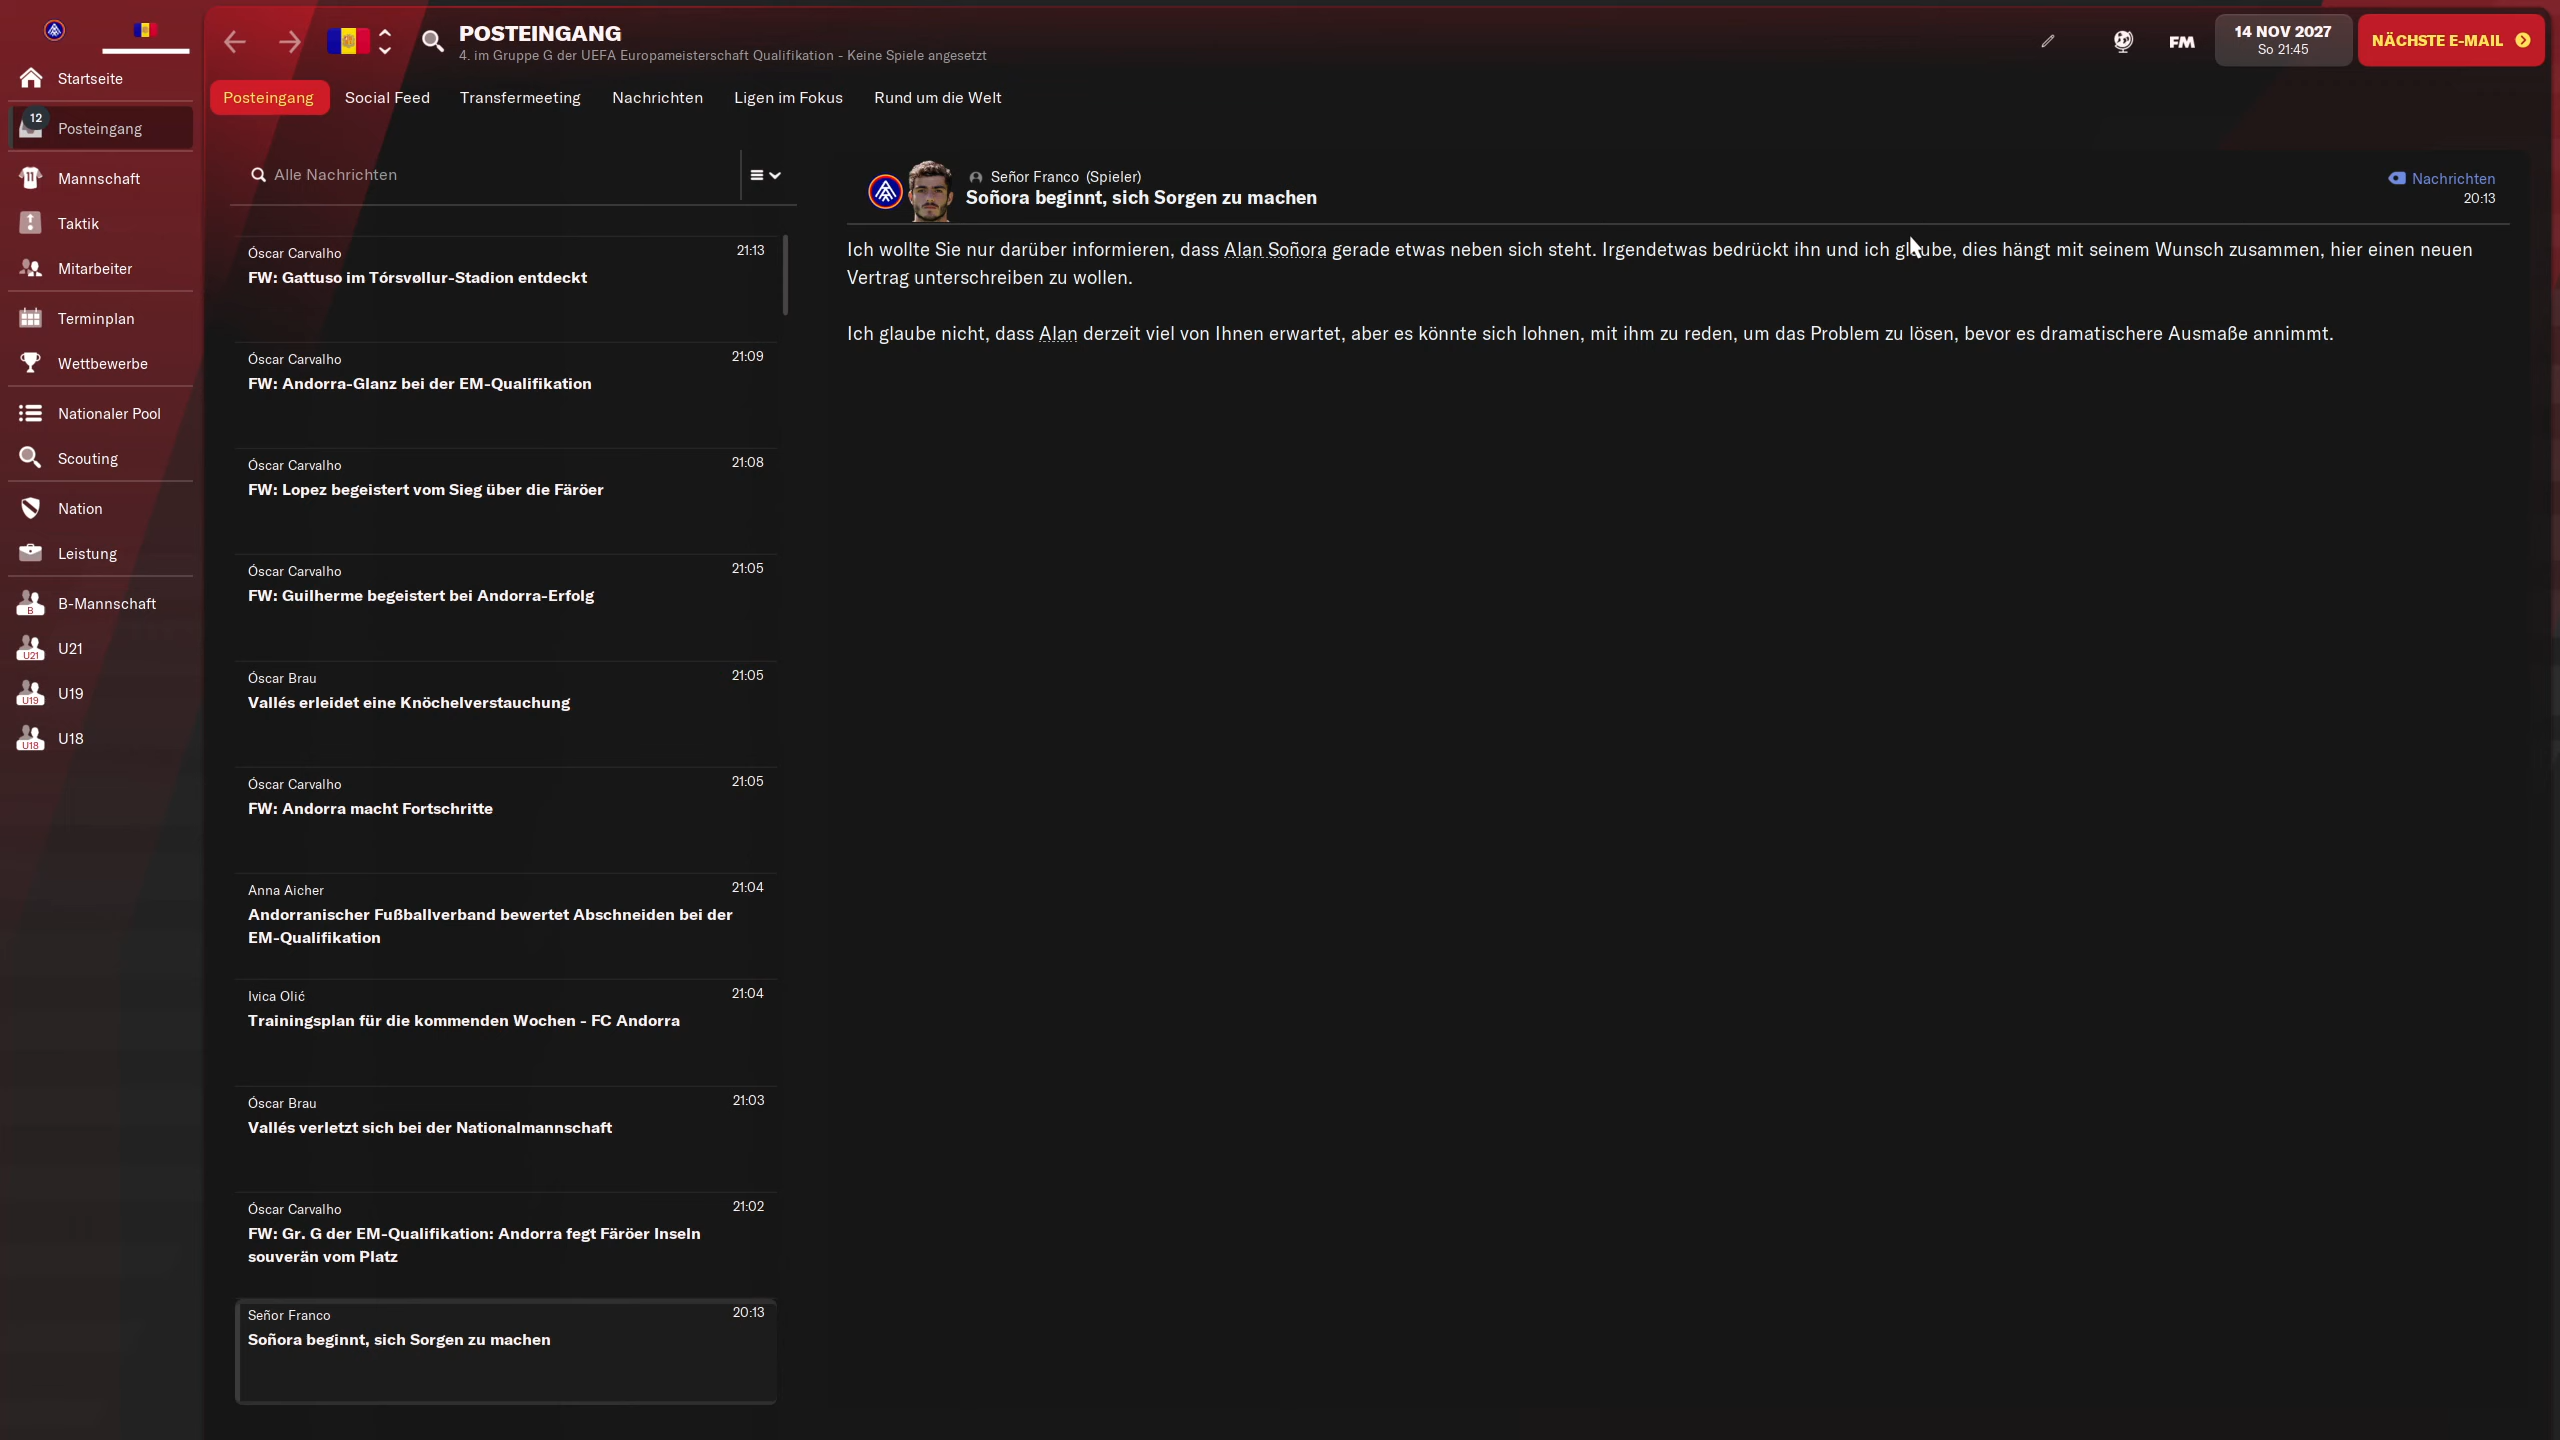 POSTEINGANG
4. im Gruppe G der UEFA Europameisterschaft Qualifikation - Keine Spiele angesetzt
FM
14 NOV 2027
So 21:45
NÄCHSTE E-MAIL
Startseite
12
Posteingang
11
Mannschaft
Taktik
Mitarbeiter
Terminplan
Wettbewerbe
Nationaler Pool
Scouting
Nation
Leistung
B
B-Mannschaft
U21
U21
U19
U19
U18
U18
Posteingang
Social Feed
Transfermeeting
Nachrichten
Ligen im Fokus
Rund um die Welt
Alle Nachrichten
Óscar Carvalho
21:13
FW: Gattuso im Tórsvøllur-Stadion entdeckt
Óscar Carvalho
21:09
FW: Andorra-Glanz bei der EM-Qualifikation
Óscar Carvalho
21:08
FW: Lopez begeistert vom Sieg über die Färöer
Óscar Carvalho
21:05
FW: Guilherme begeistert bei Andorra-Erfolg
Óscar Brau
21:05
Vallés erleidet eine Knöchelverstauchung
Óscar Carvalho
21:05
FW: Andorra macht Fortschritte
Anna Aicher
21:04
Andorranischer Fußballverband bewertet Abschneiden bei der
EM-Qualifikation
Ivica Olić
21:04
Trainingsplan für die kommenden Wochen - FC Andorra
Óscar Brau
21:03
Vallés verletzt sich bei der Nationalmannschaft
Óscar Carvalho
21:02
FW: Gr. G der EM-Qualifikation: Andorra fegt Färöer Inseln
souverän vom Platz
Señor Franco
20:13
Soñora beginnt, sich Sorgen zu machen
Señor Franco (Spieler)
Soñora beginnt, sich Sorgen zu machen
Nachrichten
20:13
Ich wollte Sie nur darüber informieren, dass Alan Soñora gerade etwas neben sich steht. Irgendetwas bedrückt ihn und ich glaube, dies hängt mit seinem Wunsch zusammen, hier einen neuen
Vertrag unterschreiben zu wollen.
Ich glaube nicht, dass Alan derzeit viel von Ihnen erwartet, aber es könnte sich lohnen, mit ihm zu reden, um das Problem zu lösen, bevor es dramatischere Ausmaße annimmt.